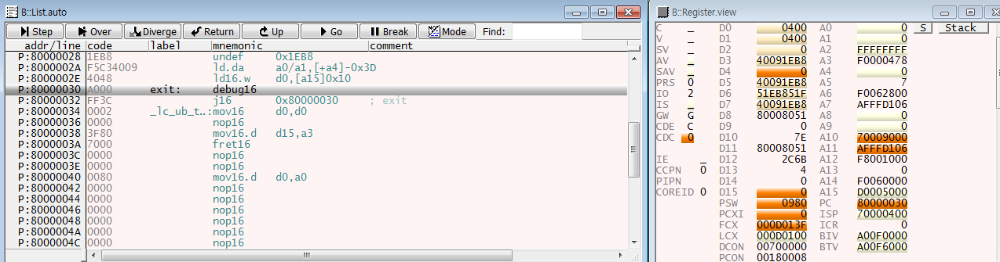 B::List.auto
Step Over Diverge Return Up Go Break Mode Find:
addr/line code label mnemonic comment
P:80000028 1EB8 undef 0x1EB8
P:8000002A F5C34009 ld.da a0/a1,[+a4]-0x3D
P:8000002E 4048 ld16.w d0,[a15]0x10
P:80000030 A000 exit: debug16
P:80000032 FF3C j16 0x80000030 ; exit
P:80000034 0002 _lc_ub_t..:mov16 d0,d0
P:80000036 0000 nop16
P:80000038 3F80 mov16.d d15,a3
P:8000003A 7000 fret16
P:8000003C 0000 nop16
P:8000003E 0000 nop16
P:80000040 0080 mov16.d d0,a0
P:80000042 0000 nop16
P:80000044 0000 nop16
P:80000046 0000 nop16
P:80000048 0000 nop16
P:8000004A 0000 nop16
P:8000004C 0000 nop16
B::Register.view
C _ D0 0400 A0 0 S Stack
V _ D1 0400 A1 0
SV _ D2 0 A2 FFFFFFFF
AV _ D3 40091EB8 A3 F0000478
SAV _ D4 0 A4 0
PRS 0 D5 40091EB8 A5 7
IO 2 D6 51EB851F A6 F0062800
IS _ D7 40091EB8 A7 AFFFD106
GW G D8 80008051 A8 0
CDE C D9 0 A9 0
CDC 0 D10 7E A10 70009000
D11 80008051 A11 AFFFD106
IE _ D12 2C6B A12 F8001000
CCPN 0 D13 4 A13 0
PIPN D14 0 A14 F0060000
COREID 0 D15 0 A15 D0005000
PSW 0980 PC 80000030
PCXI 0 ISP 70000400
FCX 000D013F ICR 0
LCX 000D0100 BIV A00F0000
DCON 00700000 BTV A00F6000
PCON 00180008